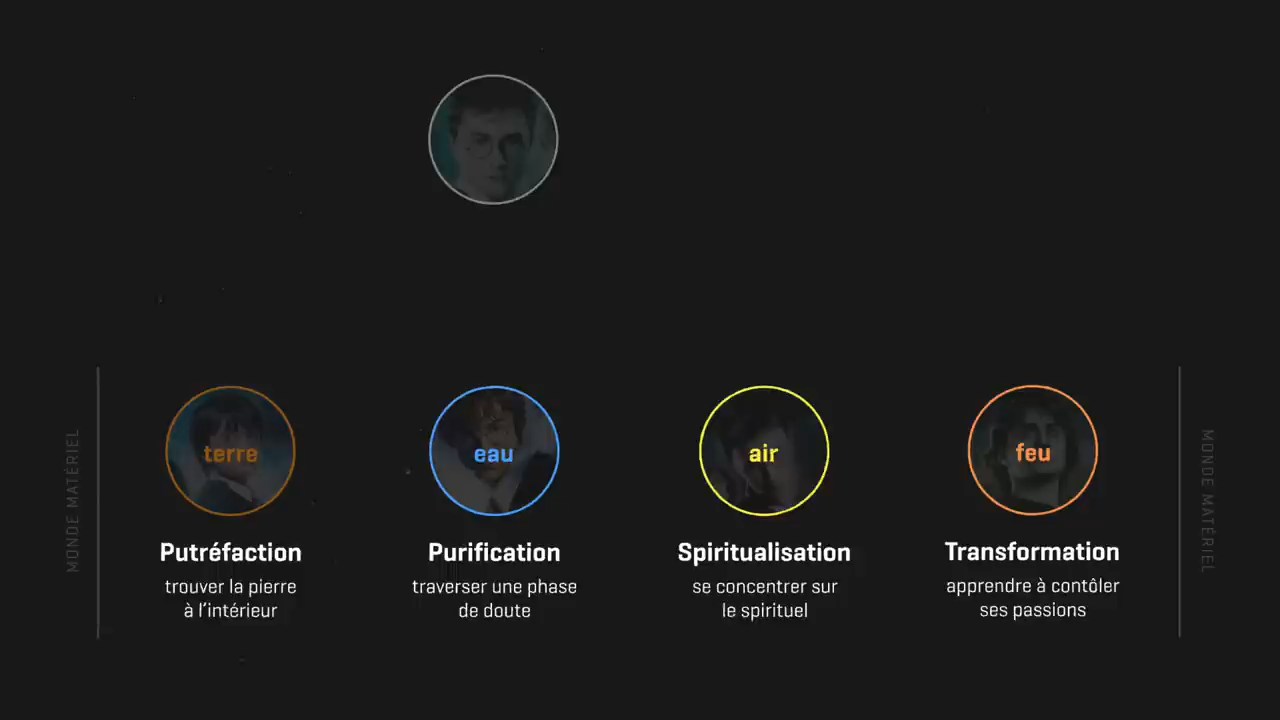 MONDE MATÉRIEL
terre
eau
air
feu
MONDE MATÉRIEL
Putréfaction
trouver la pierre
à l'intérieur
Purification
traverser une phase
de doute
Spiritualisation
se concentrer sur
le spirituel
Transformation
apprendre à contôler
ses passions